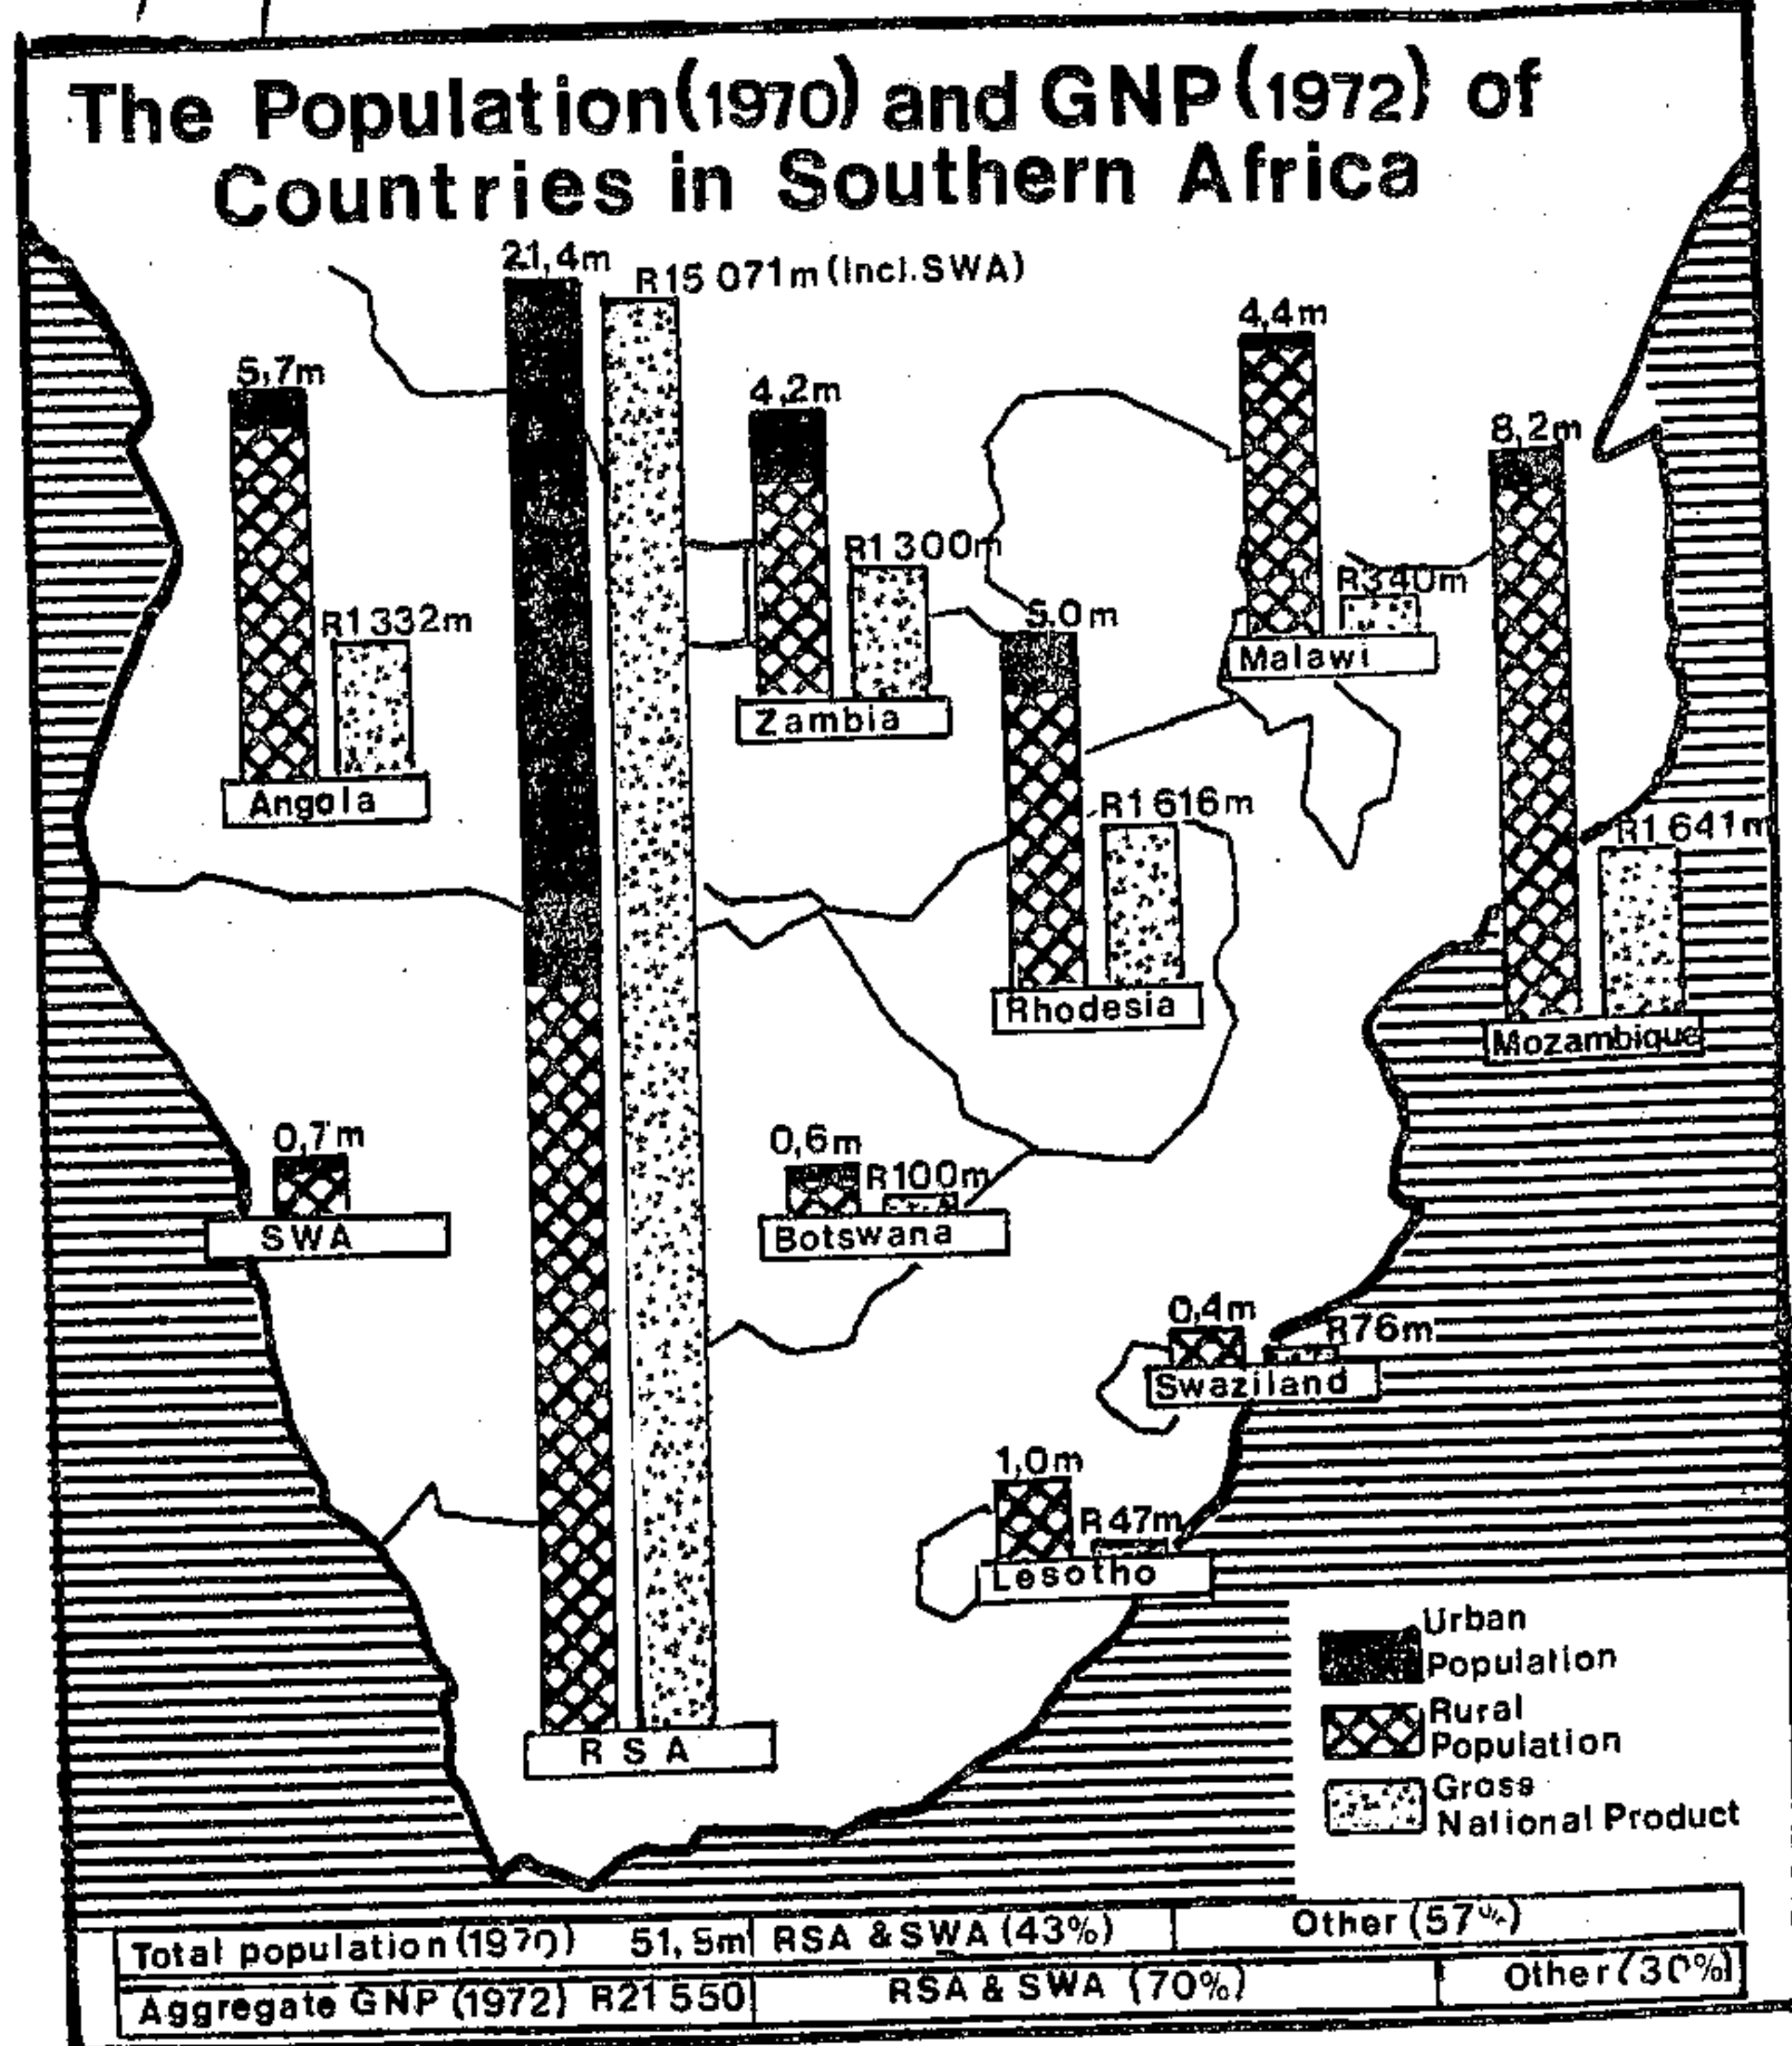 The Population (1970) and GNP (1972) of
Countries in Southern Africa
21,4m
R15 071m (Incl. SWA)
4,4m
5,7m
4,2m
8,2m
R1 300m
R340m
5,0m
R1 332m
Malawi
Zambia
Angola
R1 616m
R1 641m
Rhodesia
Mozambique
0,7m
0,6m
R100m
SWA
Botswana
0,4m
R76m
Swaziland
1,0m
R47m
Lesotho
RSA
Urban
Population
Rural
Population
Gross
National Product
Total population (1970) 51,5m RSA & SWA (43%) Other (57%)
Aggregate GNP (1972) R21 550 RSA & SWA (70%) Other (30%)